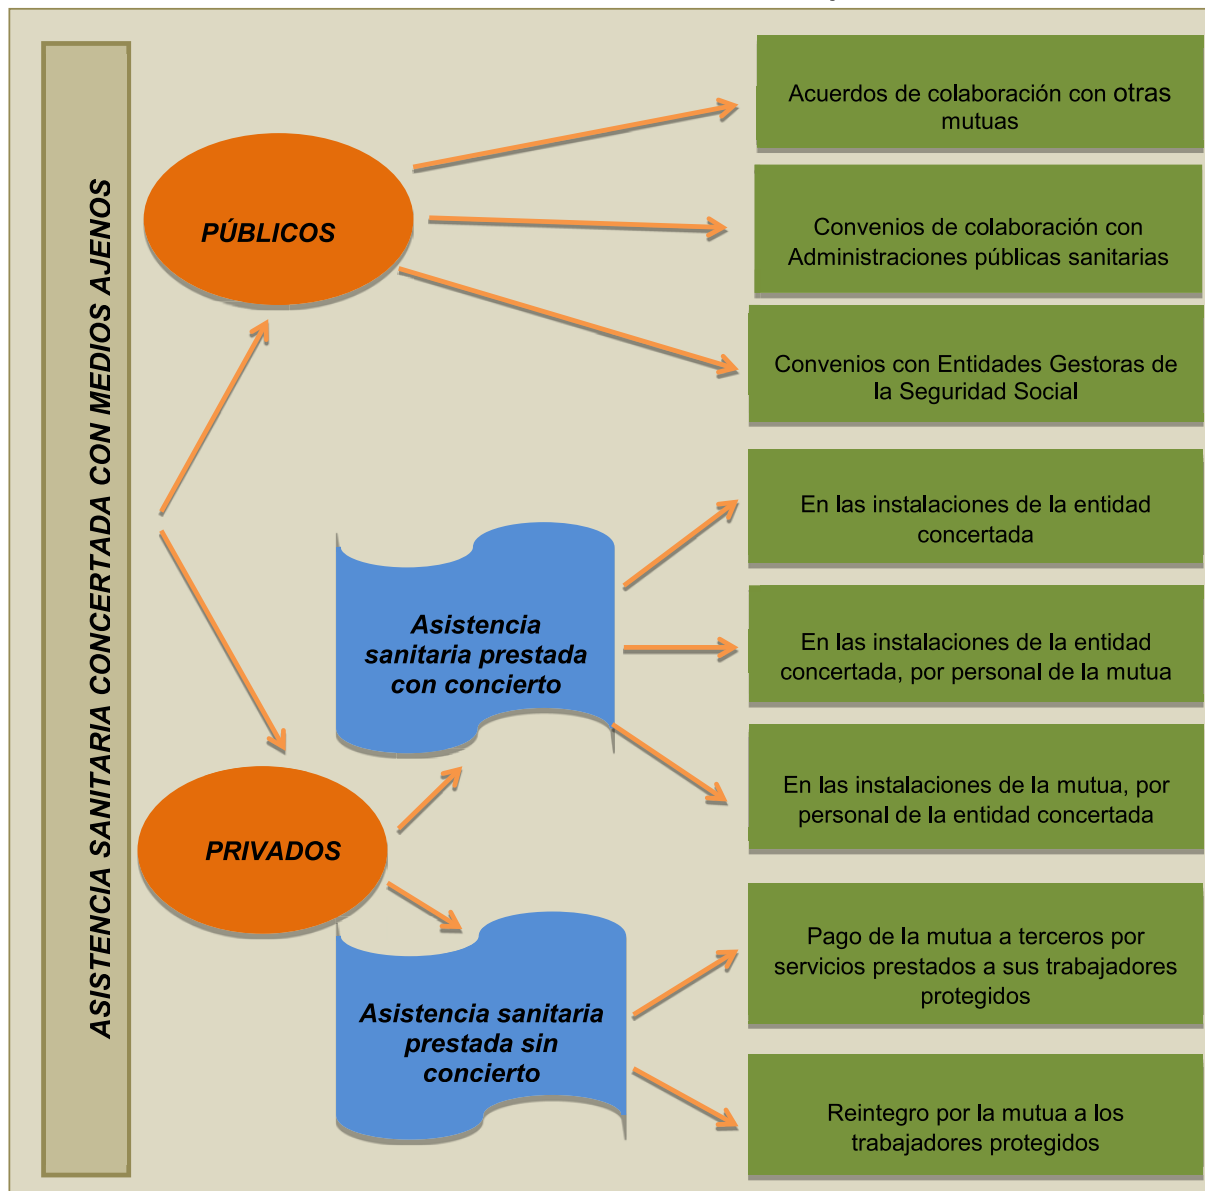 ASISTENCIA SANITARIA CONCERTADA CON MEDIOS AJENOS
PÚBLICOS
Acuerdos de colaboración con otras
mutuas
Convenios de colaboración con
Administraciones públicas sanitarias
Convenios con Entidades Gestoras de
la Seguridad Social
PRIVADOS
Asistencia
sanitaria prestada
con concierto
En las instalaciones de la entidad
concertada
En las instalaciones de la entidad
concertada, por personal de la mutua
En las instalaciones de la mutua, por
personal de la entidad concertada
Asistencia sanitaria
prestada sin
concierto
Pago de la mutua a terceros por
servicios prestados a sus trabajadores
protegidos
Reintegro por la mutua a los
trabajadores protegidos